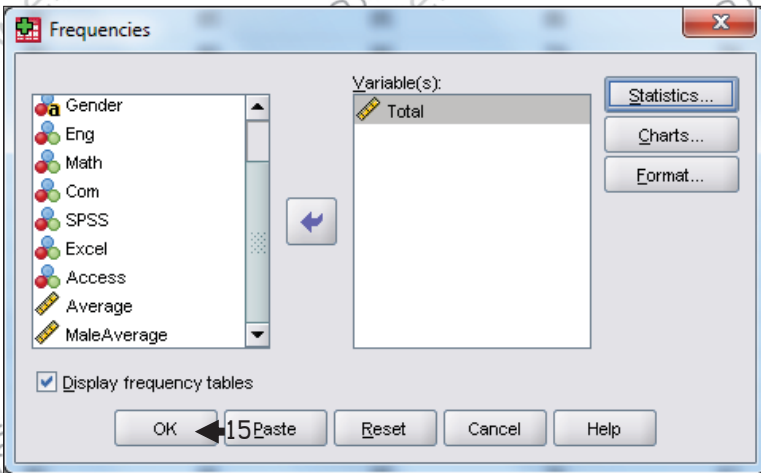 Frequencies
Variable(s):
a Gender
Eng
Math
Com
SPSS
Excel
Access
Average
MaleAverage
Total
Statistics...
Charts...
Format...
Display frequency tables
OK 15 Paste Reset Cancel Help